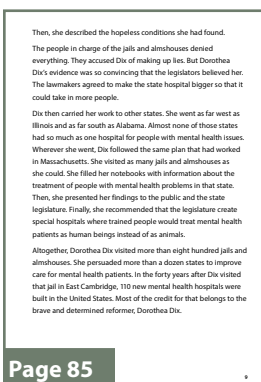 Then, she described the hopeless conditions she had found.
The people in charge of the jails and almshouses denied
everything. They accused Dix of making up lies. But Dorothea
Dix's evidence was so convincing that the legislators believed her.
The lawmakers agreed to make the state hospital bigger so that it
could take in more people.
Dix then carried her work to other states. She went as far west as
Illinois and as far south as Alabama. Almost none of those states
had so much as one hospital for people with mental health issues.
Wherever she went, Dix followed the same plan that had worked
in Massachusetts. She visited as many jails and almshouses as
she could. She filled her notebooks with information about the
treatment of people with mental health problems in that state.
Then, she presented her findings to the public and the state
legislature. Finally, she recommended that the legislature create
special hospitals where trained people would treat mental health
patients as human beings instead of as animals.
Altogether, Dorothea Dix visited more than eight hundred jails and
almshouses. She persuaded more than a dozen states to improve
care for mental health patients. In the forty years after Dix visited
that jail in East Cambridge, 110 new mental health hospitals were
built in the United States. Most of the credit for that belongs to the
brave and determined reformer, Dorothea Dix.
Page 85
9